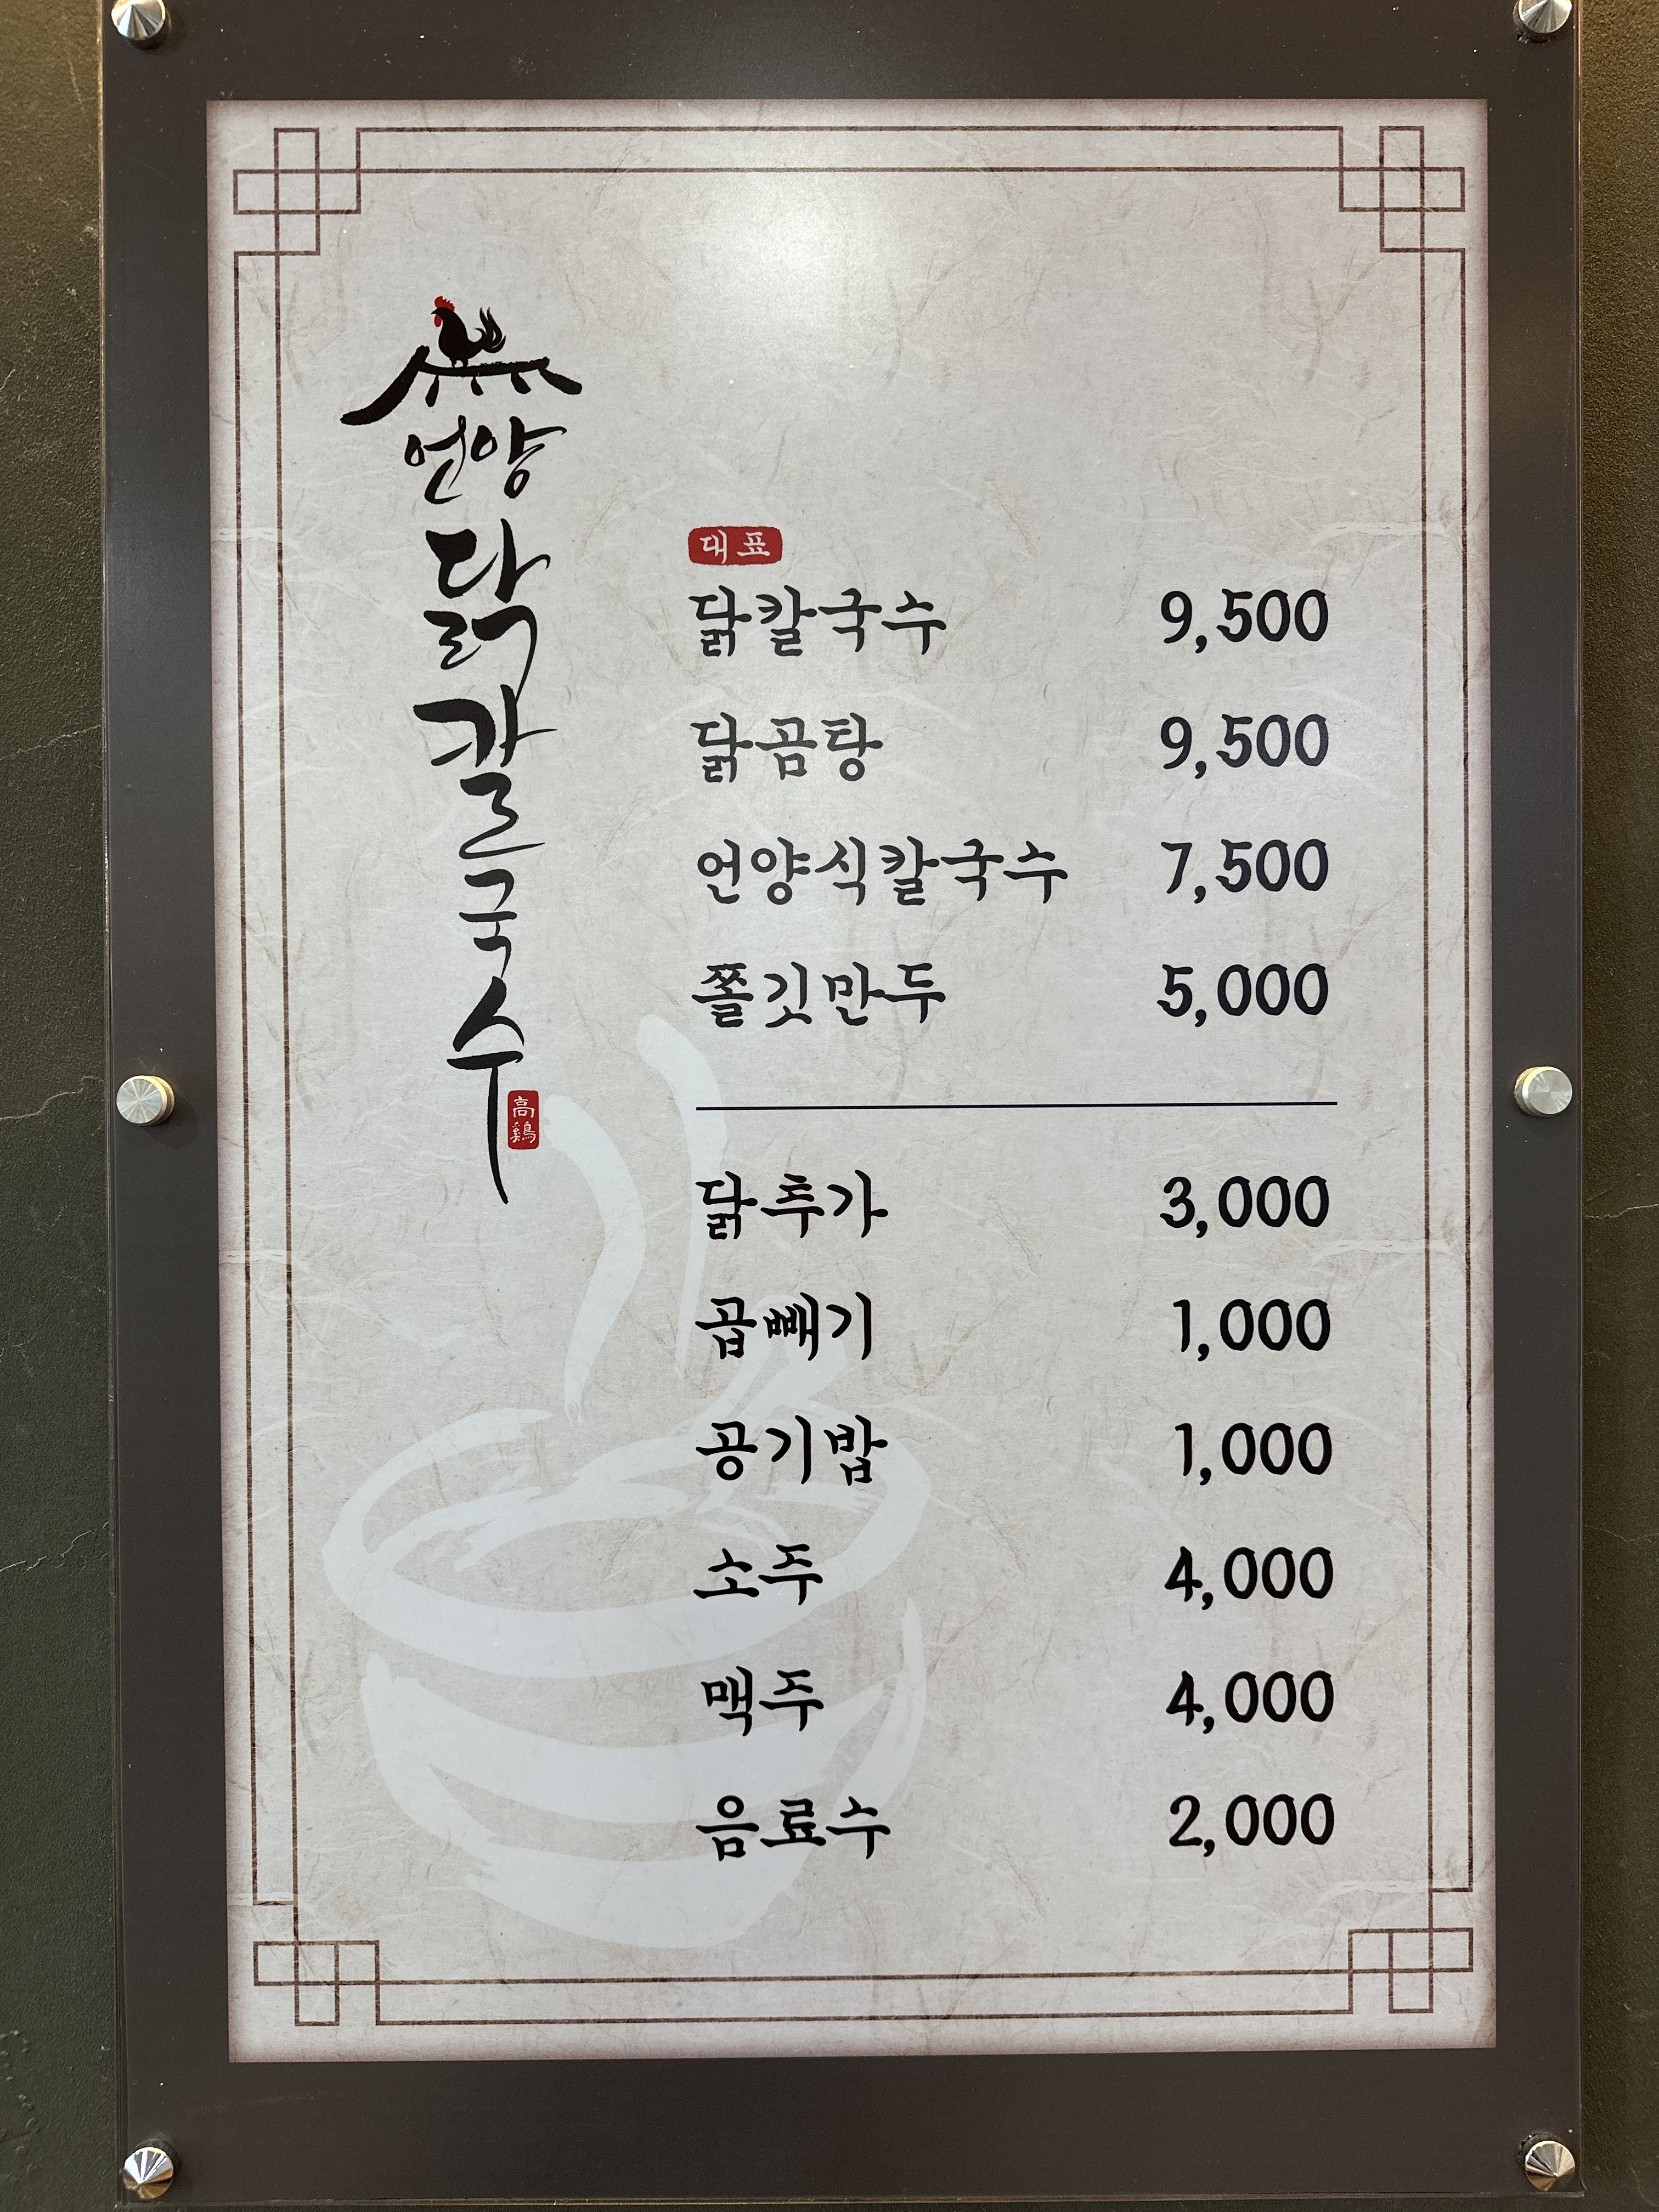 언양
닭
칼
국
수
高
鷄
대표
닭칼국수 9,500
닭곰탕 9,500
언양식칼국수 7,500
쫄깃만두 5,000
닭추가 3,000
곱빼기 1,000
공기밥 1,000
소주 4,000
맥주 4,000
음료수 2,000